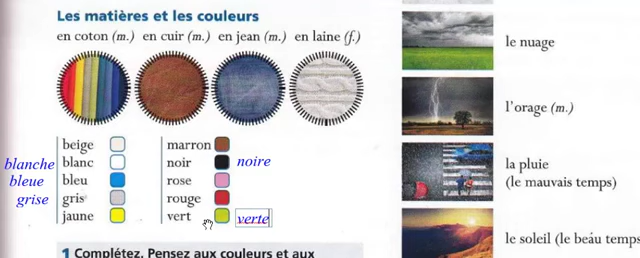 Les matières et les couleurs
en coton (m.) en cuir (m.) en jean (m.) en laine (f.)
beige
blanche blanc
bleue bleu
grise gris
jaune
marron
noir noire
rose
rouge
vert verte
1 Complétez. Pensez aux couleurs et aux
le nuage
l'orage (m.)
la pluie
(le mauvais temps)
le soleil (le beau temps